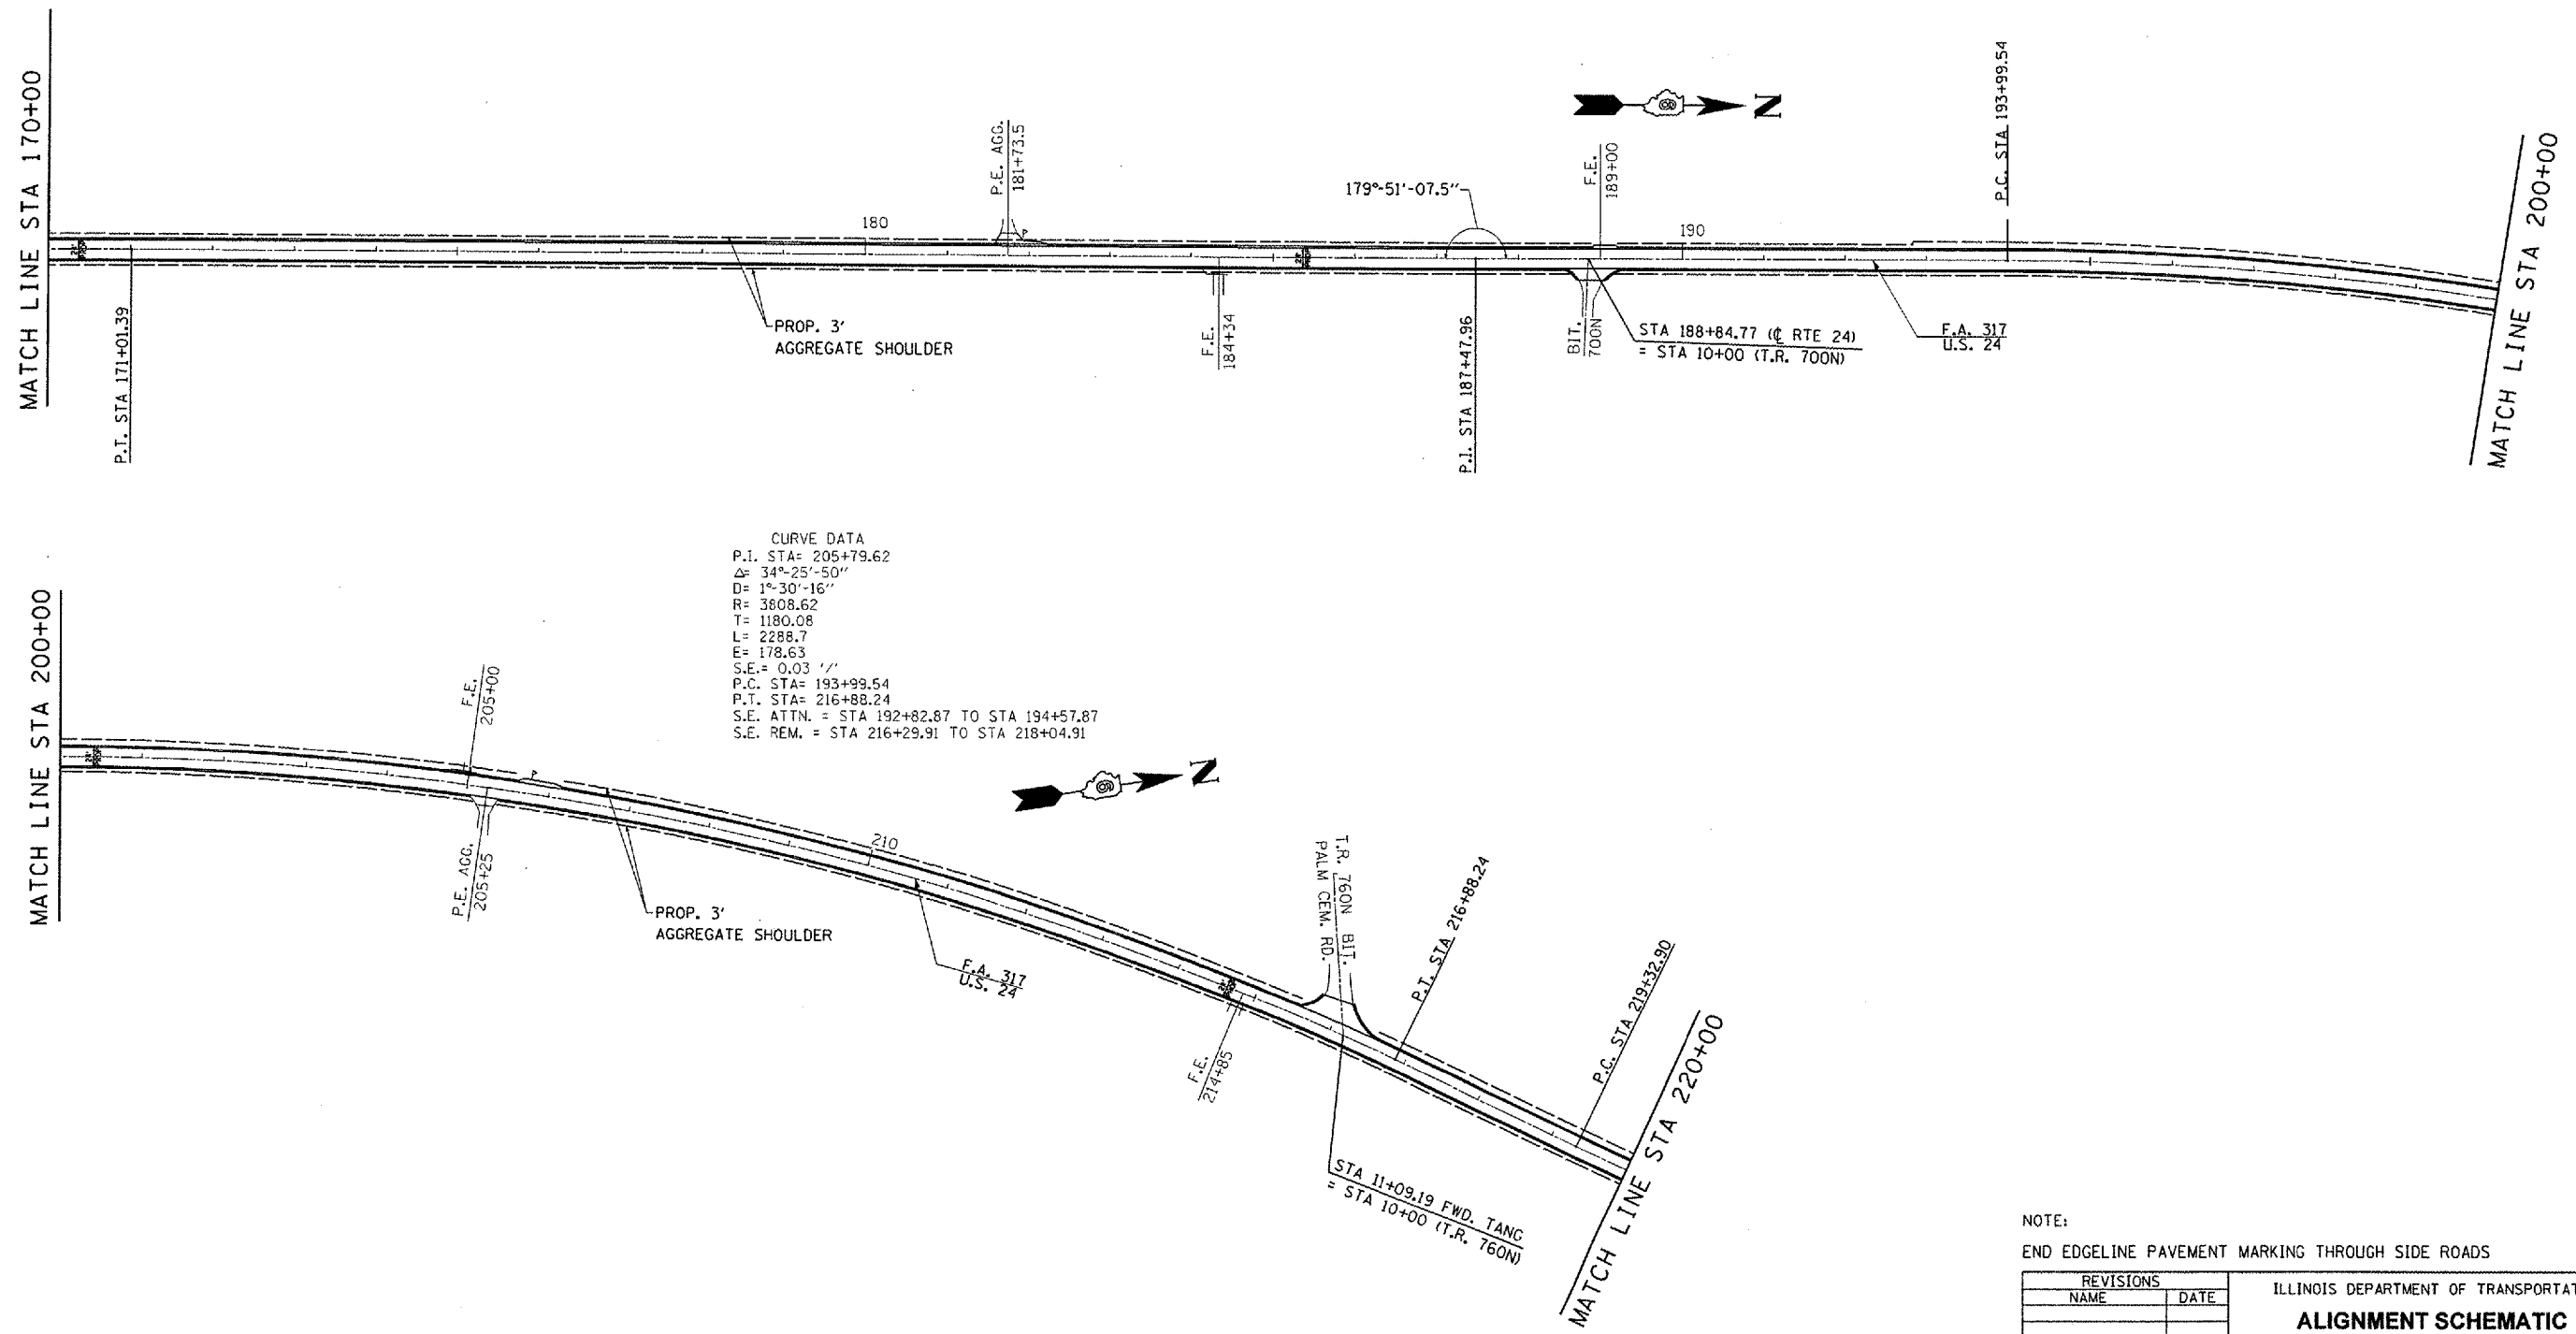 MATCH LINE STA 170+00
P.T. STA 171+01.39
180
P.E. AGG.
181+73.5
PROP. 3'
AGGREGATE SHOULDER
F.E.
184+34
179°-51'-07.5"
P.I. STA 187+47.96
N
F.E.
189+00
BIT.
700N
190
STA 188+84.77 (℄ RTE 24)
= STA 10+00 (T.R. 700N)
F.A. 317
U.S. 24
P.C. STA 193+99.54
MATCH LINE STA 200+00
CURVE DATA
P.I. STA= 205+79.62
Δ= 34°-25'-50"
D= 1°-30'-16"
R= 3808.62
T= 1180.08
L= 2288.7
E= 178.63
S.E.= 0.03 '/'
P.C. STA= 193+99.54
P.T. STA= 216+88.24
S.E. ATTN. = STA 192+82.87 TO STA 194+57.87
S.E. REM. = STA 216+29.91 TO STA 218+04.91
MATCH LINE STA 200+00
F.E.
205+00
P
P.E. AGG.
205+25
PROP. 3'
AGGREGATE SHOULDER
210
F.A. 317
U.S. 24
N
F.E.
214+85
T.R. 760N BIT.
PALM CEM. RD.
P.T. STA 216+88.24
P.C. STA 219+32.90
STA 11+09.19 FWD. TANG
= STA 10+00 (T.R. 760N)
MATCH LINE STA 220+00
NOTE:
END EDGELINE PAVEMENT MARKING THROUGH SIDE ROADS
REVISIONS
NAME DATE
ILLINOIS DEPARTMENT OF TRANSPORTAT
ALIGNMENT SCHEMATIC